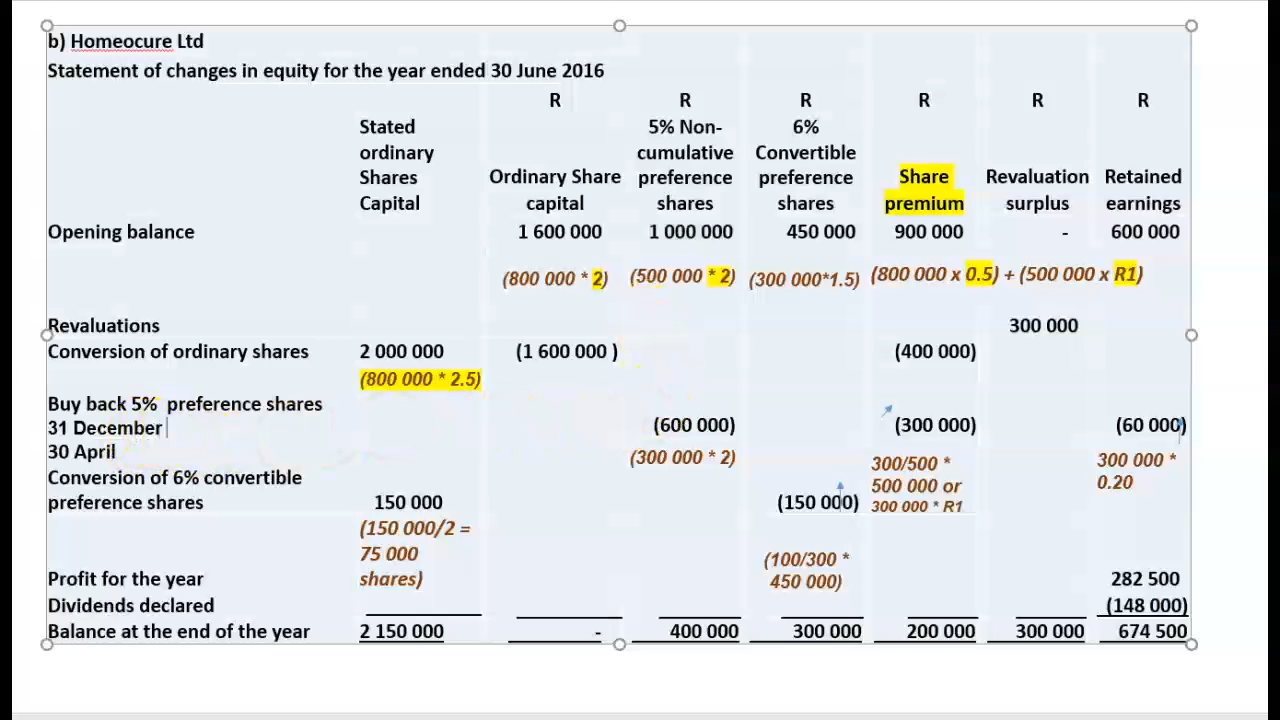 b) Homeocure Ltd
Statement of changes in equity for the year ended 30 June 2016
R R R R R R
Stated ordinary Shares Capital
Ordinary Share capital
5% Non-cumulative preference shares
6% Convertible preference shares
Share premium
Revaluation surplus
Retained earnings
Opening balance 1 600 000 1 000 000 450 000 900 000 - 600 000
(800 000 * 2) (500 000 * 2) (300 000*1.5) (800 000 x 0.5) + (500 000 x R1)
Revaluations 300 000
Conversion of ordinary shares 2 000 000 (1 600 000 ) (400 000)
(800 000 * 2.5)
Buy back 5% preference shares
31 December (600 000) (300 000) (60 000)
30 April (300 000 * 2) 300/500 * 500 000 or 300 000 * R1 300 000 * 0.20
Conversion of 6% convertible
preference shares 150 000 (150 000)
(150 000/2 = 75 000 shares) (100/300 * 450 000)
Profit for the year 282 500
Dividends declared (148 000)
Balance at the end of the year 2 150 000 - 400 000 300 000 200 000 300 000 674 500